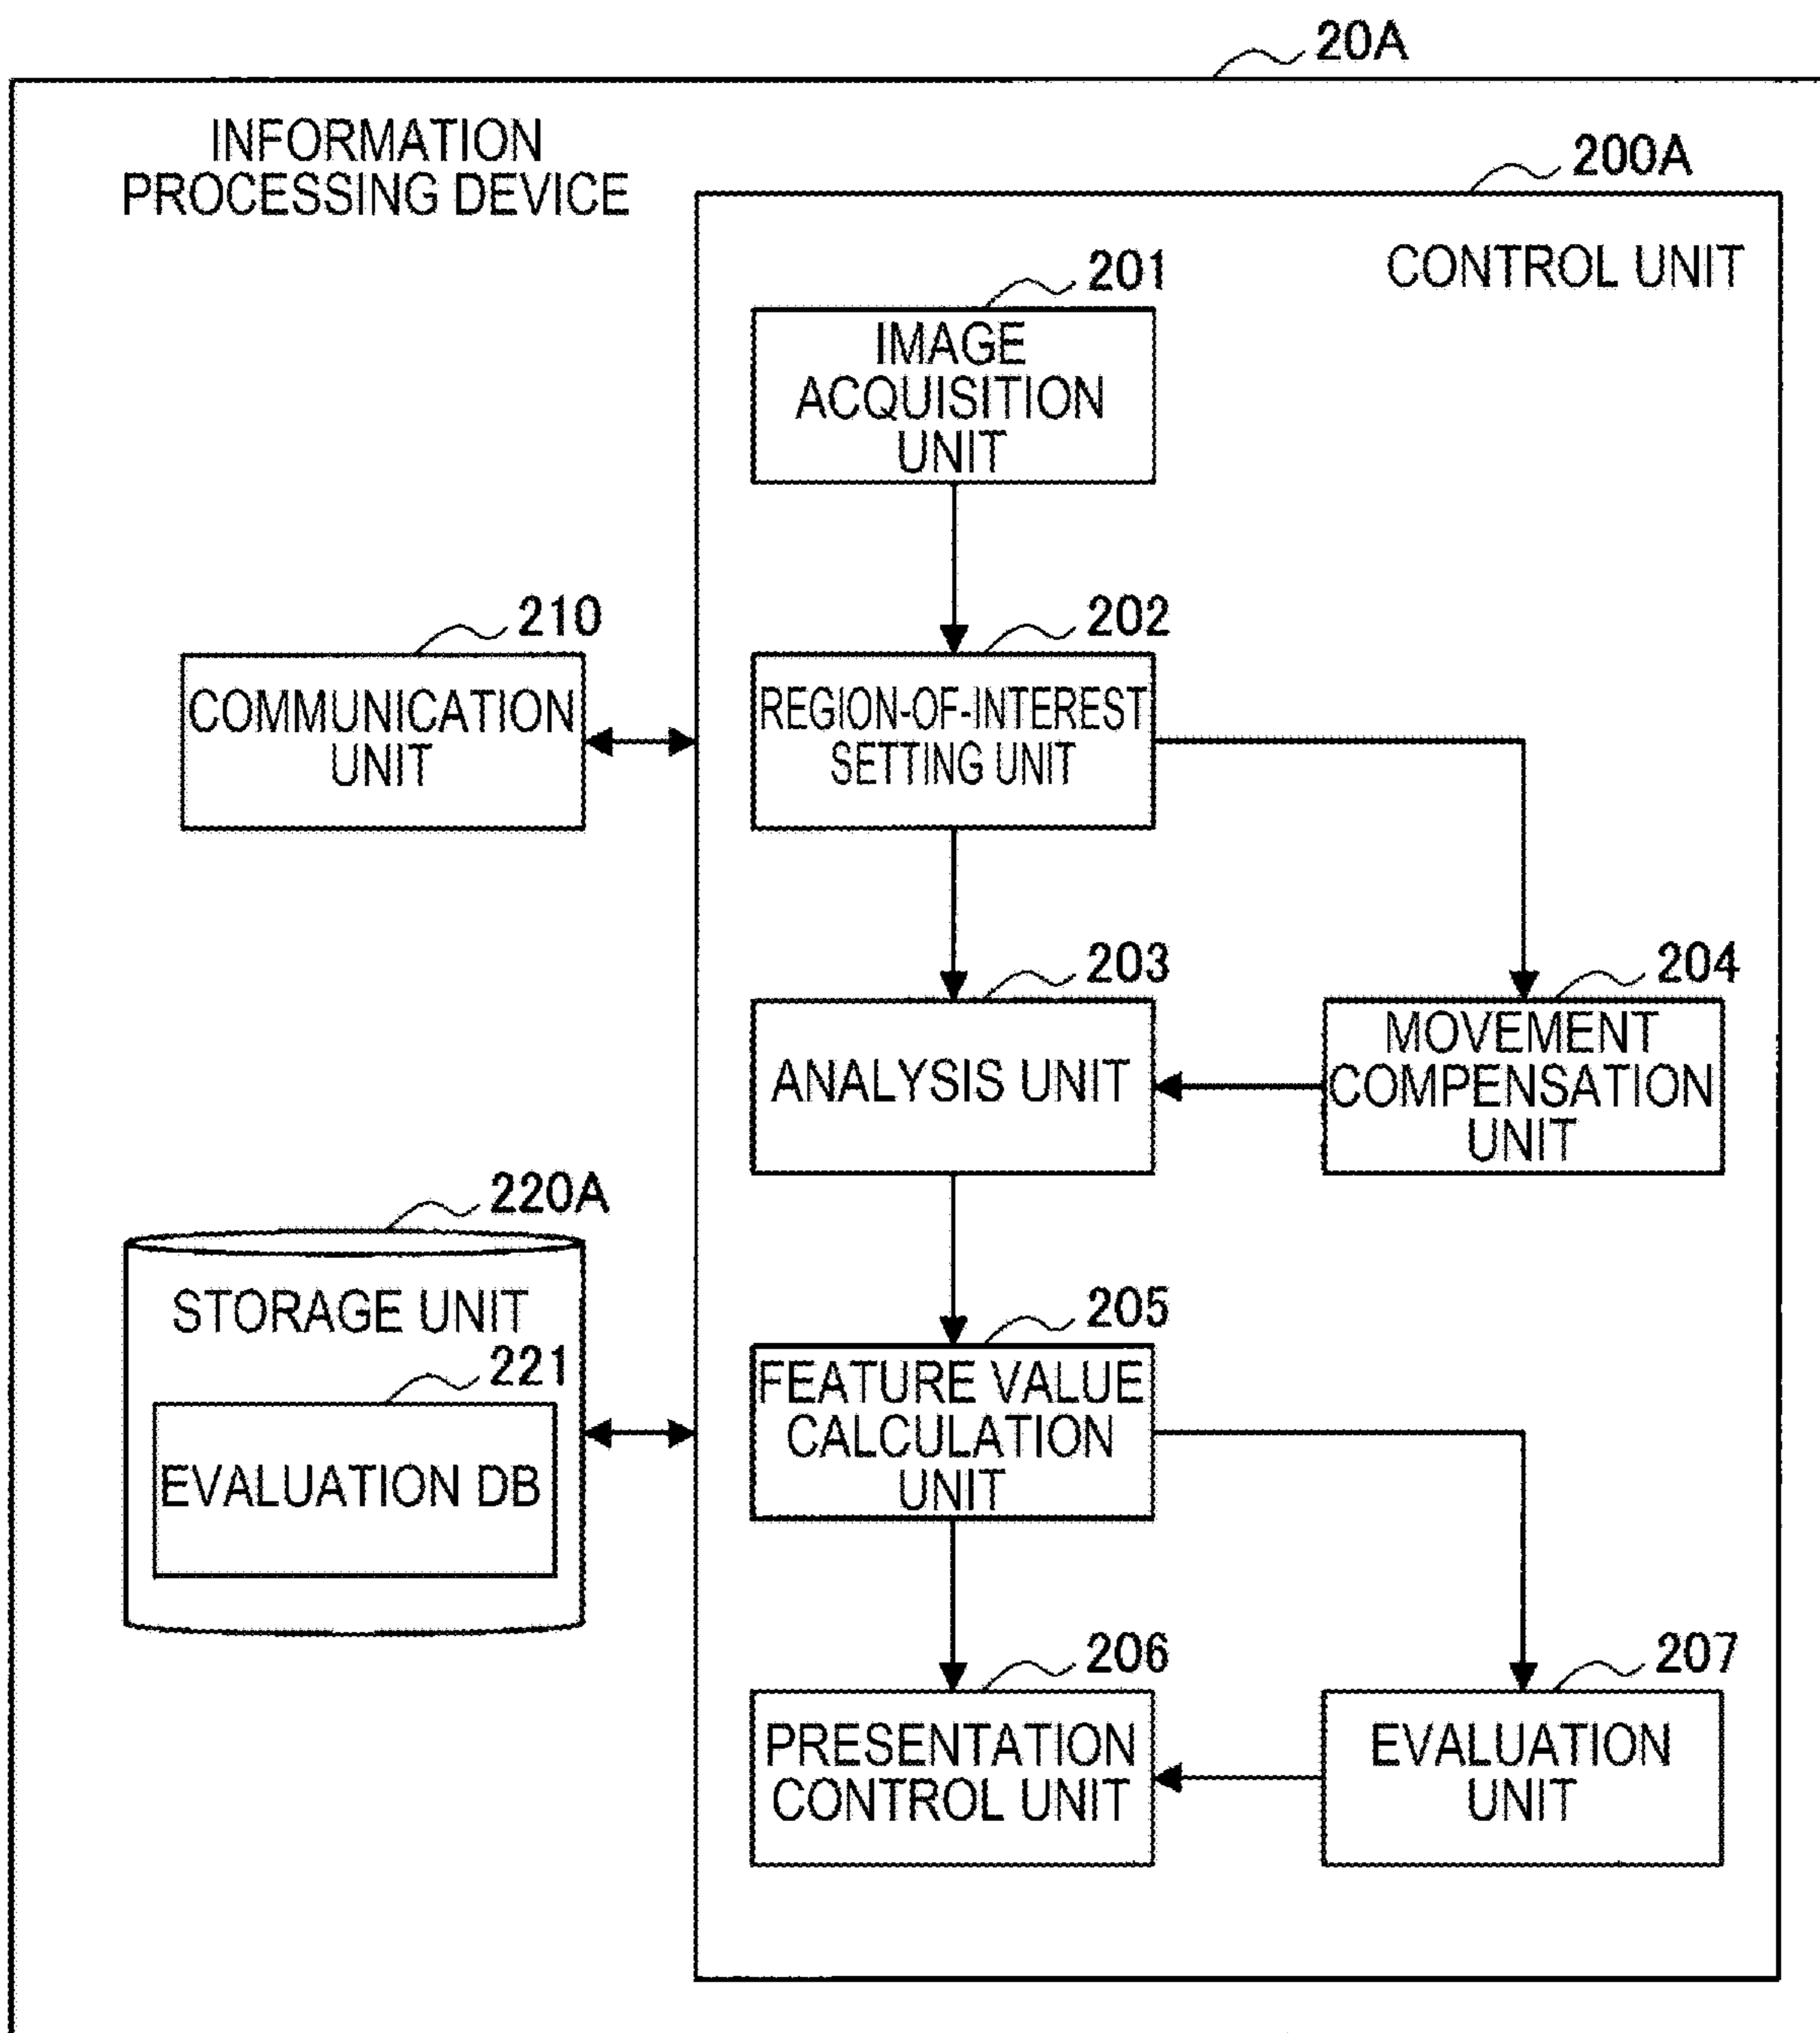 20A
INFORMATION
PROCESSING DEVICE
200A
CONTROL UNIT
201
IMAGE
ACQUISITION
UNIT
210
COMMUNICATION
UNIT
202
REGION-OF-INTEREST
SETTING UNIT
203
ANALYSIS UNIT
204
MOVEMENT
COMPENSATION
UNIT
220A
STORAGE UNIT
221
EVALUATION DB
205
FEATURE VALUE
CALCULATION
UNIT
206
PRESENTATION
CONTROL UNIT
207
EVALUATION
UNIT